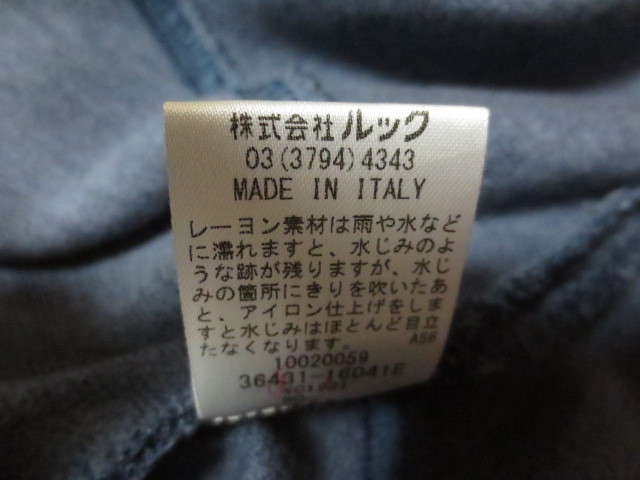 株式会社ルック
03(3794)4343
MADE IN ITALY
レーヨン素材は雨や水など
に濡れますと、水じみのよ
うな跡が残りますが、水じ
みの箇所にきりを吹いたあ
と、アイロン仕上げをしま
すと水じみはほとんど目立
たなくなります。 A56
10020059
36431-16041E